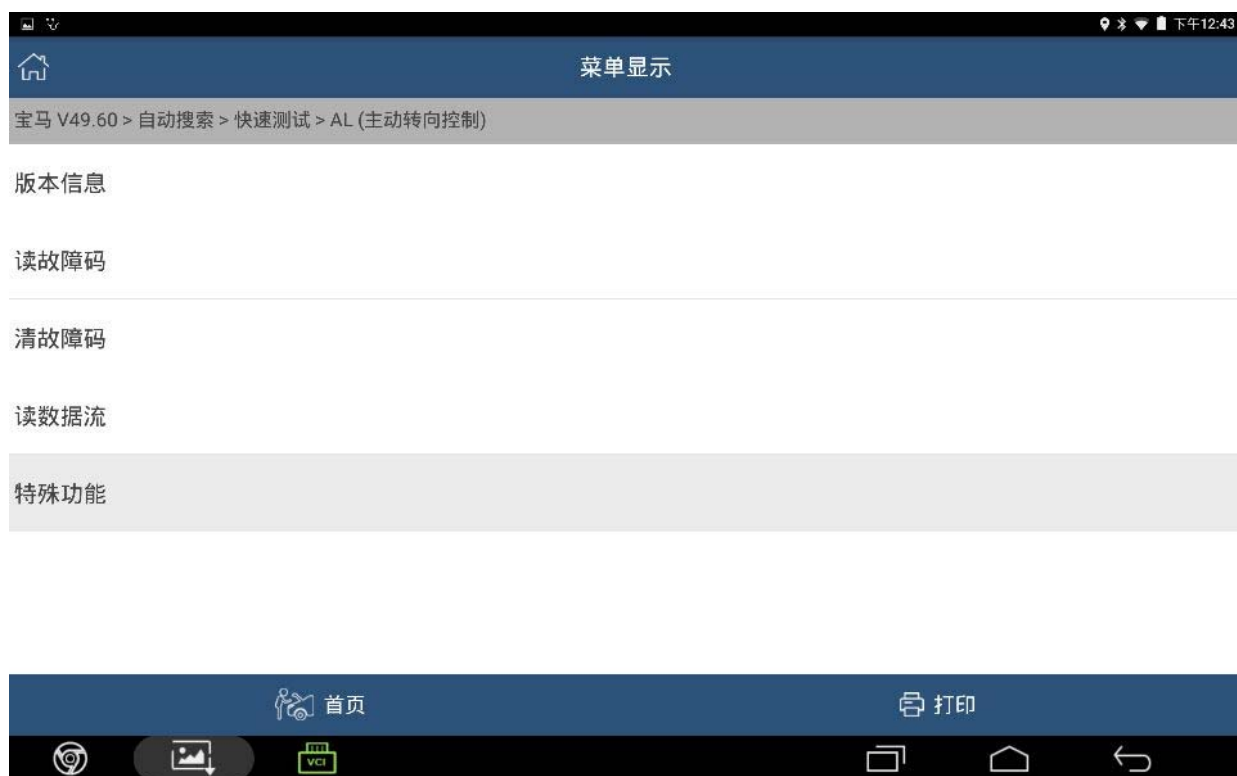 下午12:43
菜单显示
宝马 V49.60 > 自动搜索 > 快速测试 > AL (主动转向控制)
版本信息
读故障码
清故障码
读数据流
特殊功能
首页
打印
VCI